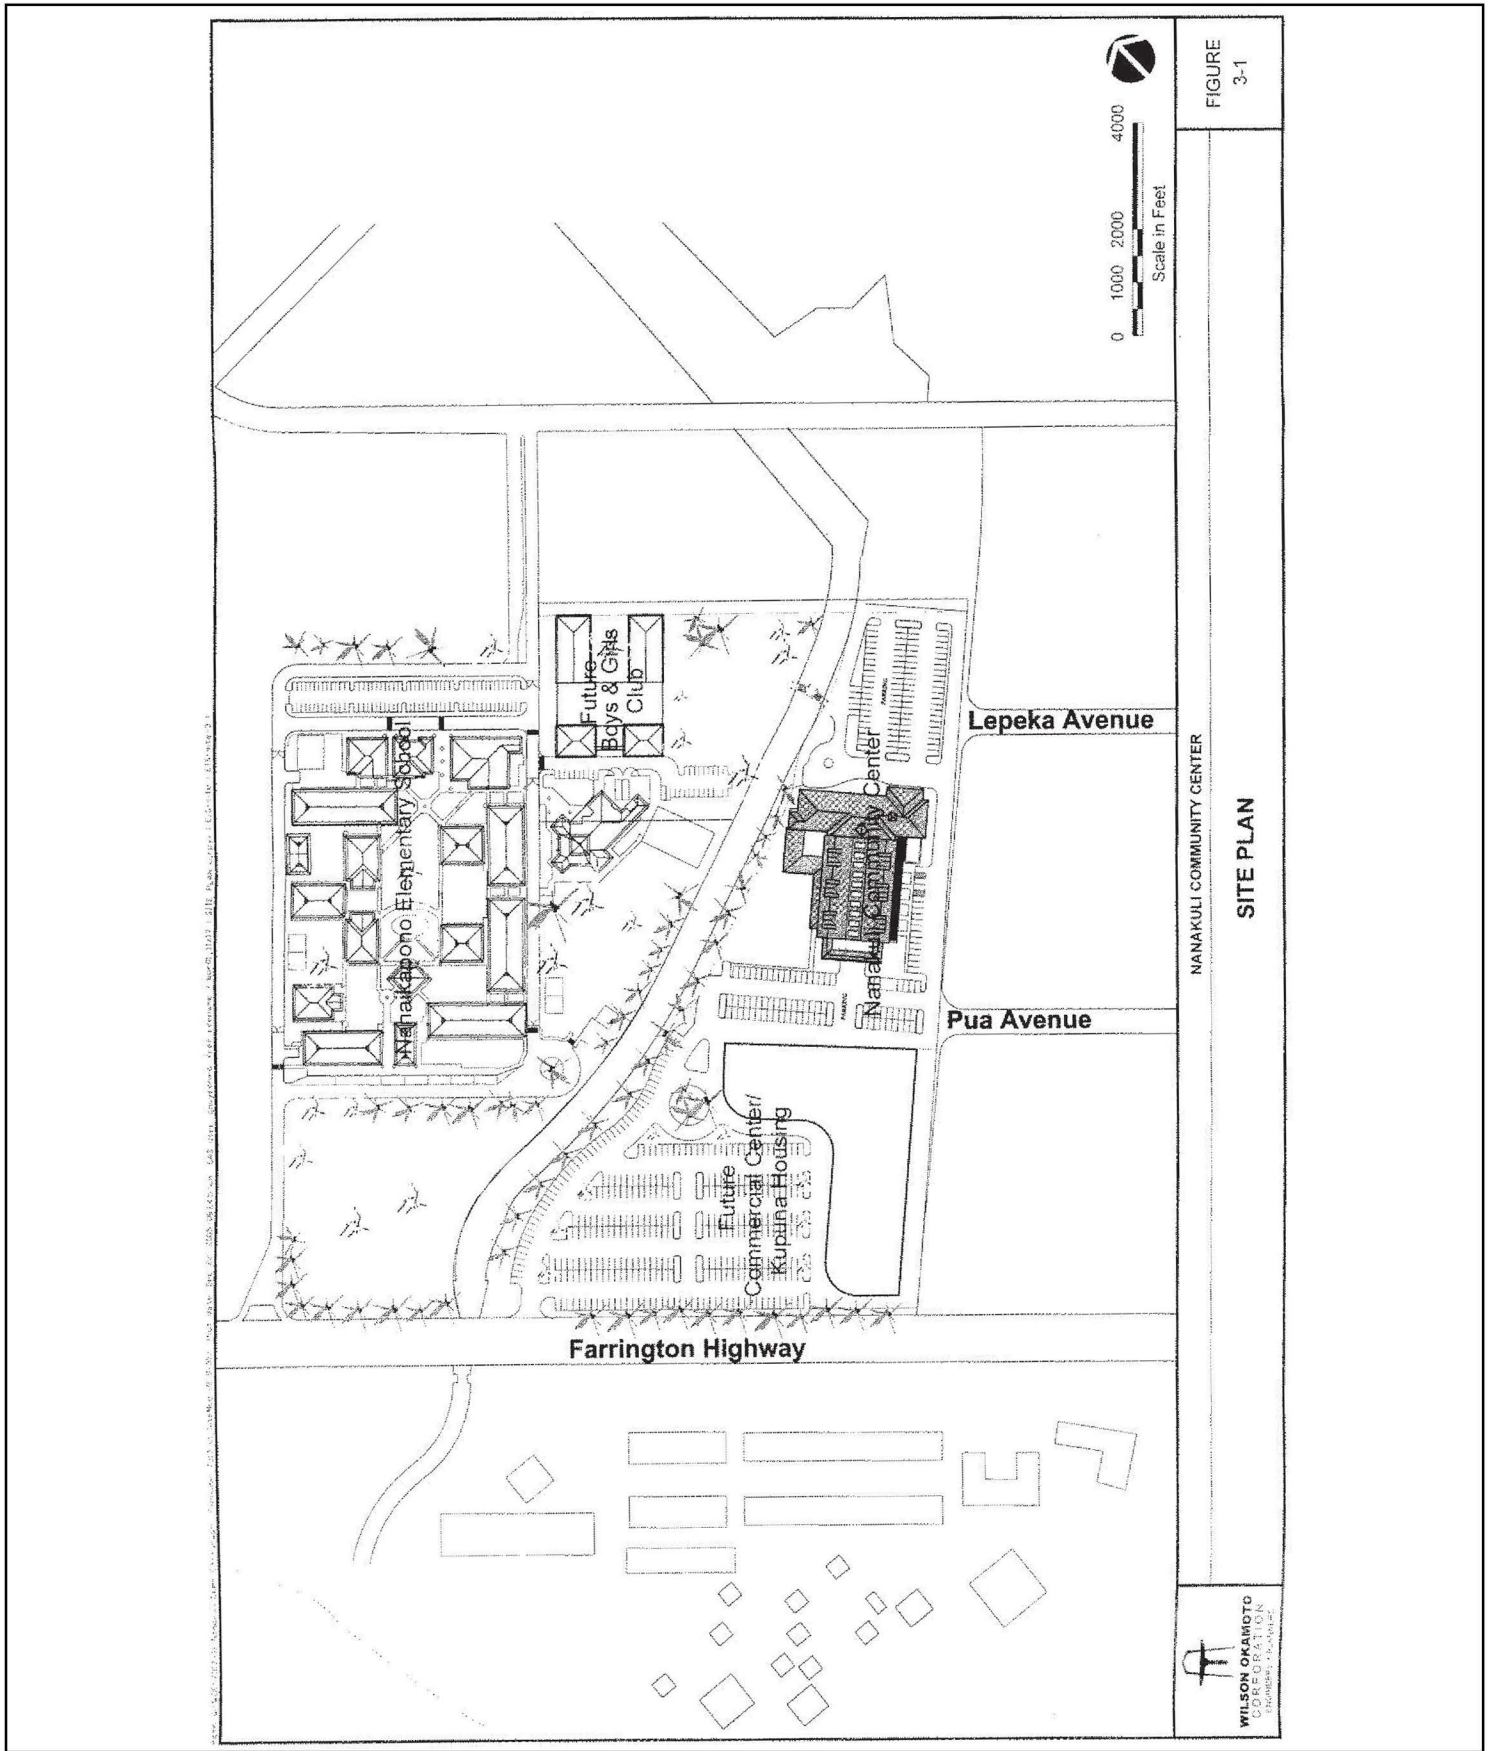 FIGURE
3-1
0 1000 2000 4000
Scale in Feet
Nanaikapono Elementary School
Future
Boys & Girls
Club
PARKING
Lepeka Avenue
Nanakuli Community Center
PARKING
Pua Avenue
Future
Commercial Center/
Kupuna Housing
Farrington Highway
NANAKULI COMMUNITY CENTER
SITE PLAN
WILSON OKAMOTO
CORPORATION